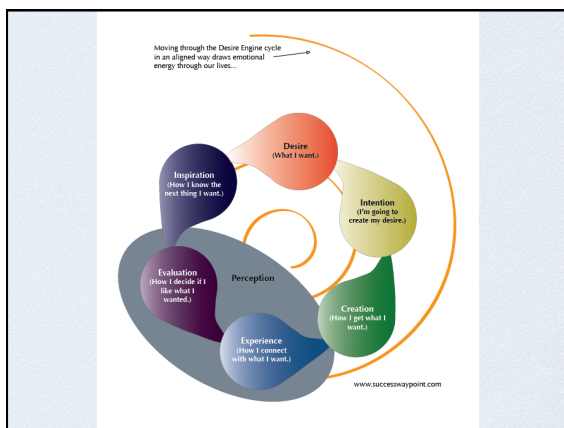 Moving through the Desire Engine cycle
in an aligned way draws emotional
energy through our lives...
Desire
(What I want.)
Inspiration
(How I know the
next thing I want.)
Intention
(I'm going to
create my desire.)
Perception
Evaluation
(How I decide if I
like what I
wanted.)
Creation
(How I get what I
want.)
Experience
(How I connect
with what I want.)
www.successwaypoint.com